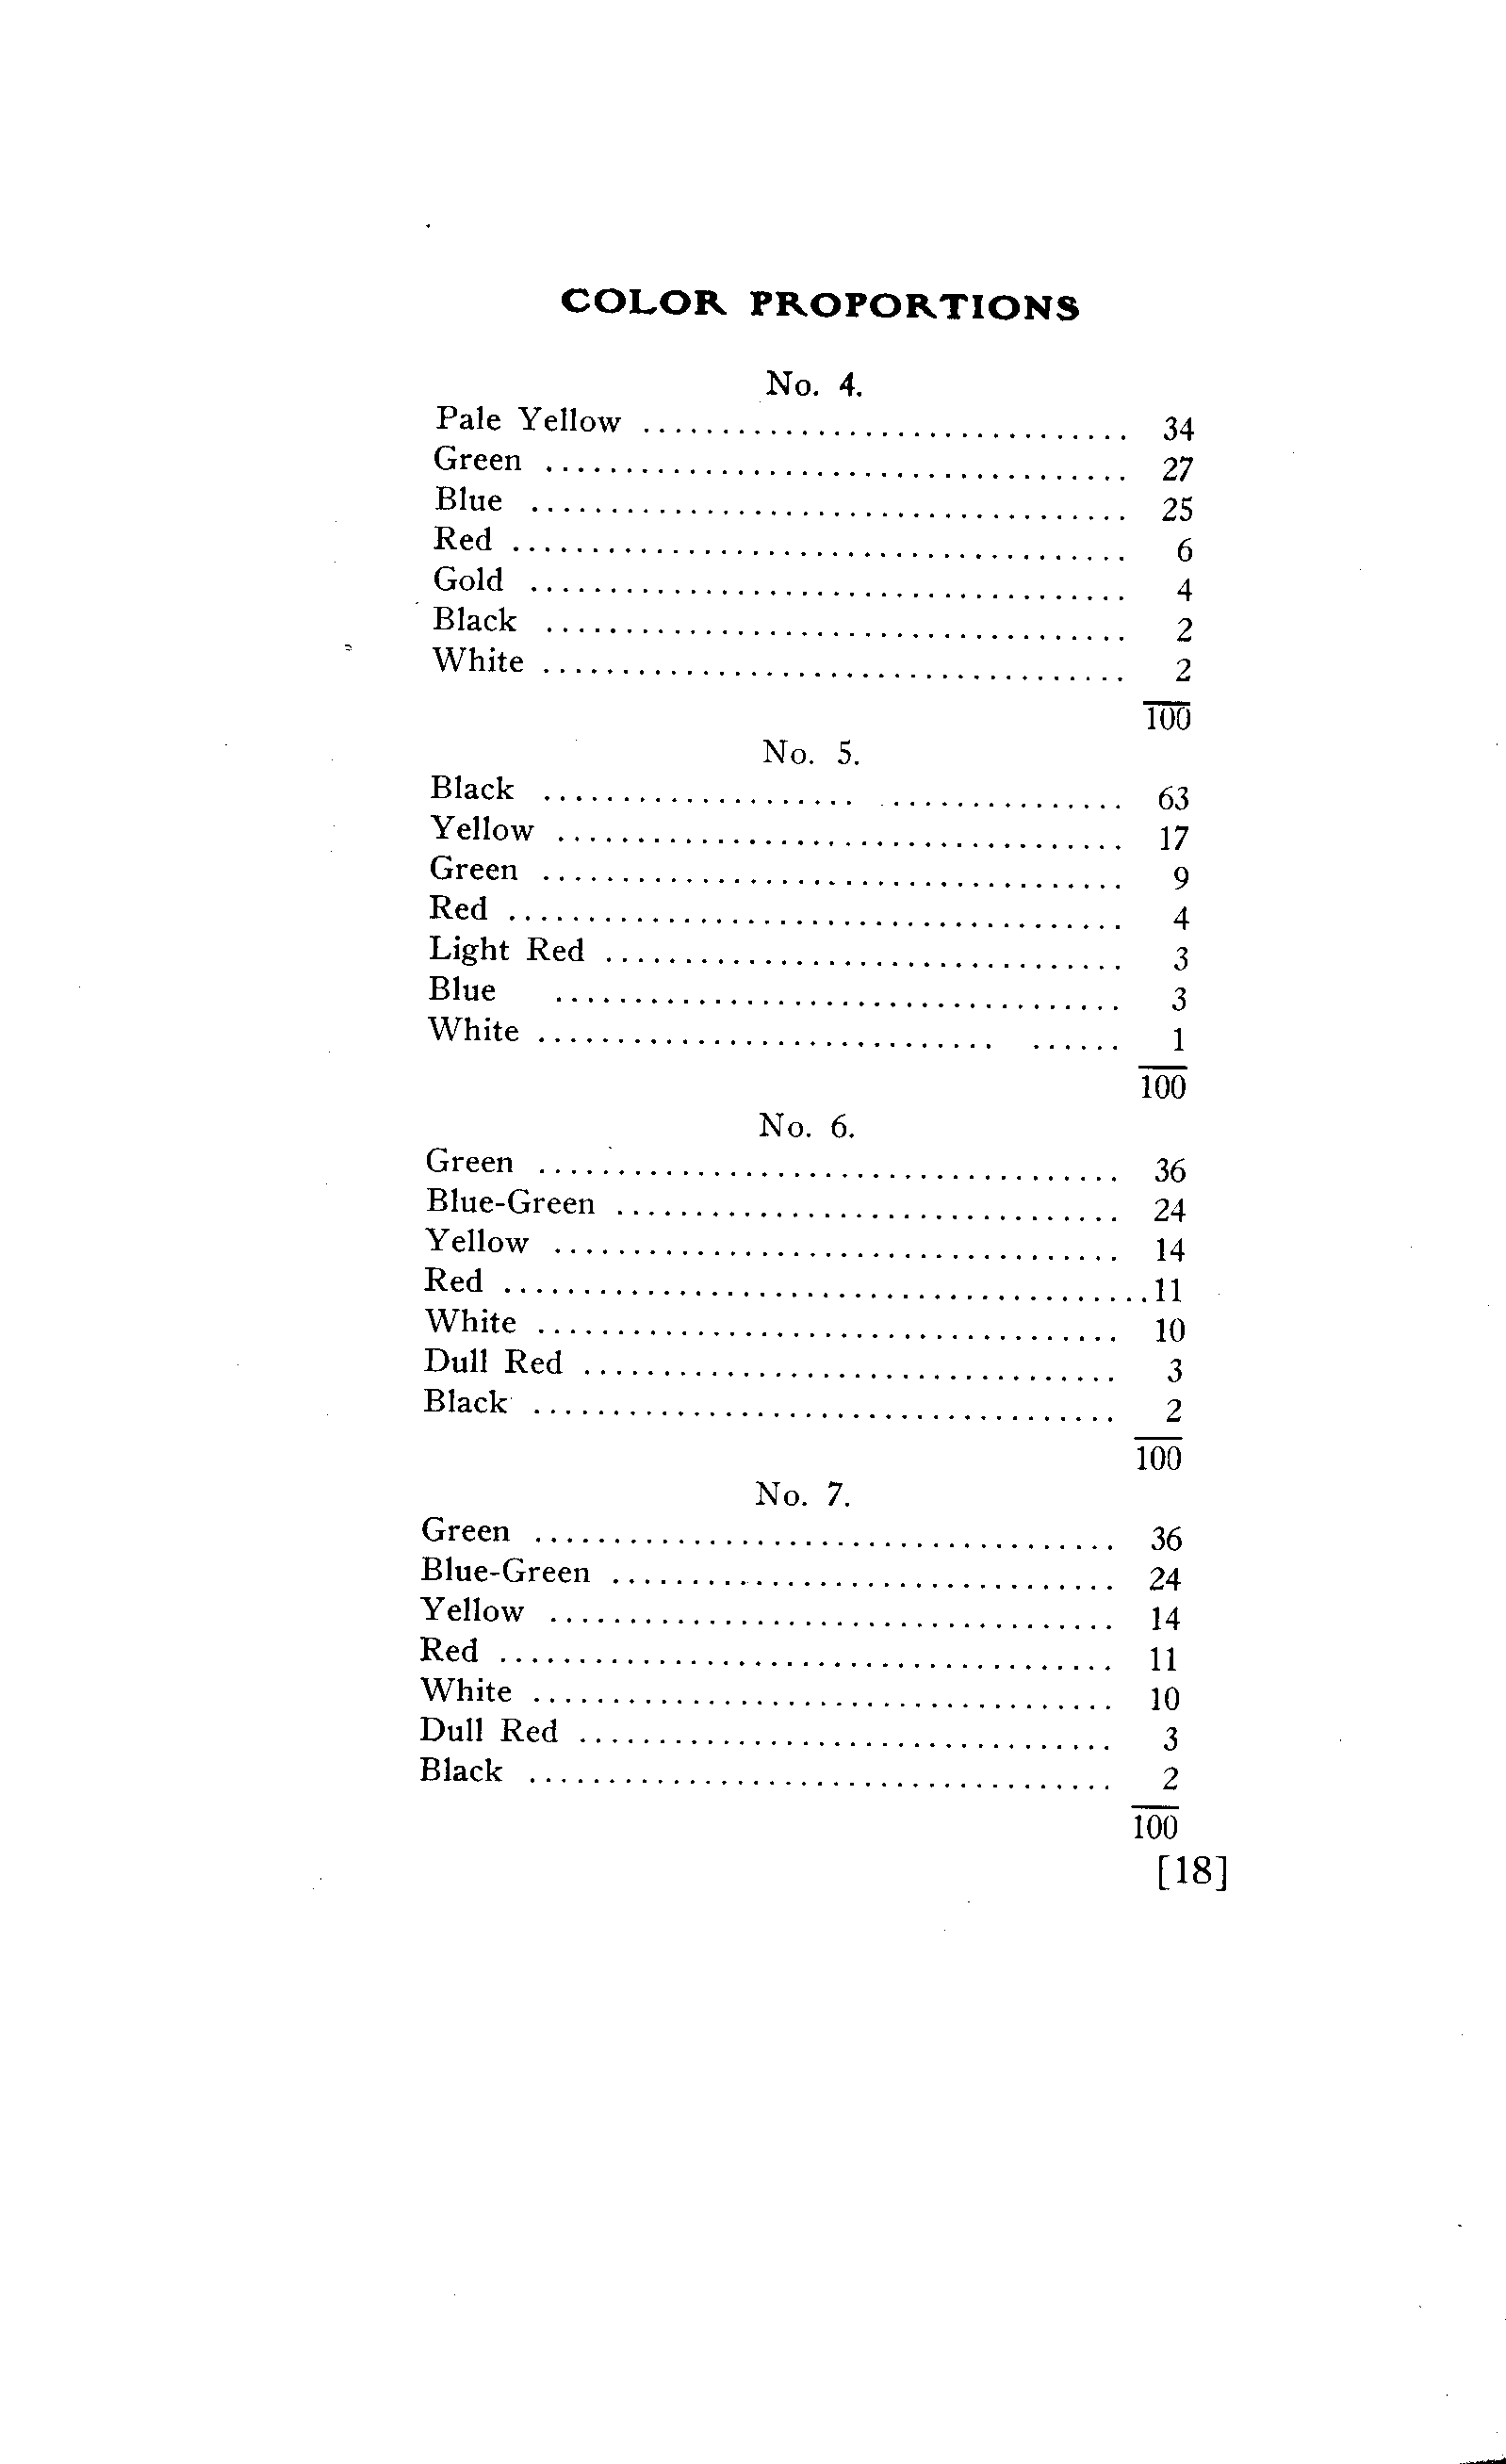 COLOR PROPORTIONS
No. 4.
Pale Yellow ............................... 34
Green ..................................... 27
Blue ...................................... 25
Red ....................................... 6
Gold ...................................... 4
Black ..................................... 2
White ..................................... 2
100
No. 5.
Black .................... ............... 63
Yellow .................................... 17
Green ..................................... 9
Red ....................................... 4
Light Red ................................. 3
Blue .................................... 3
White ............................. ...... 1
100
No. 6.
Green ..................................... 36
Blue-Green ................................ 24
Yellow .................................... 14
Red .........................................11
White ..................................... 10
Dull Red .................................. 3
Black ..................................... 2
100
No. 7.
Green ..................................... 36
Blue-Green ................................ 24
Yellow .................................... 14
Red ....................................... 11
White ..................................... 10
Dull Red .................................. 3
Black ..................................... 2
100
[18]